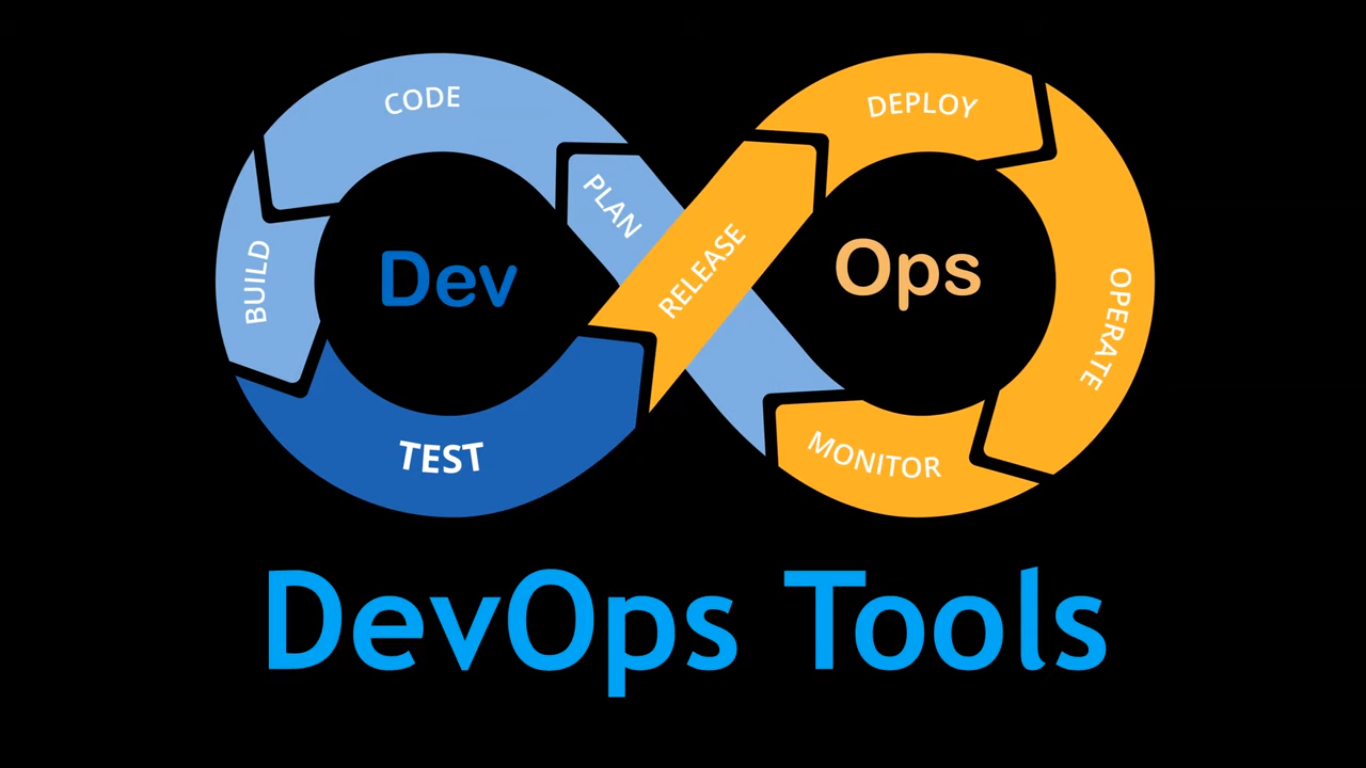 CODE
DEPLOY
PLAN
BUILD
Dev
RELEASE
Ops
OPERATE
TEST
MONITOR
DevOps Tools